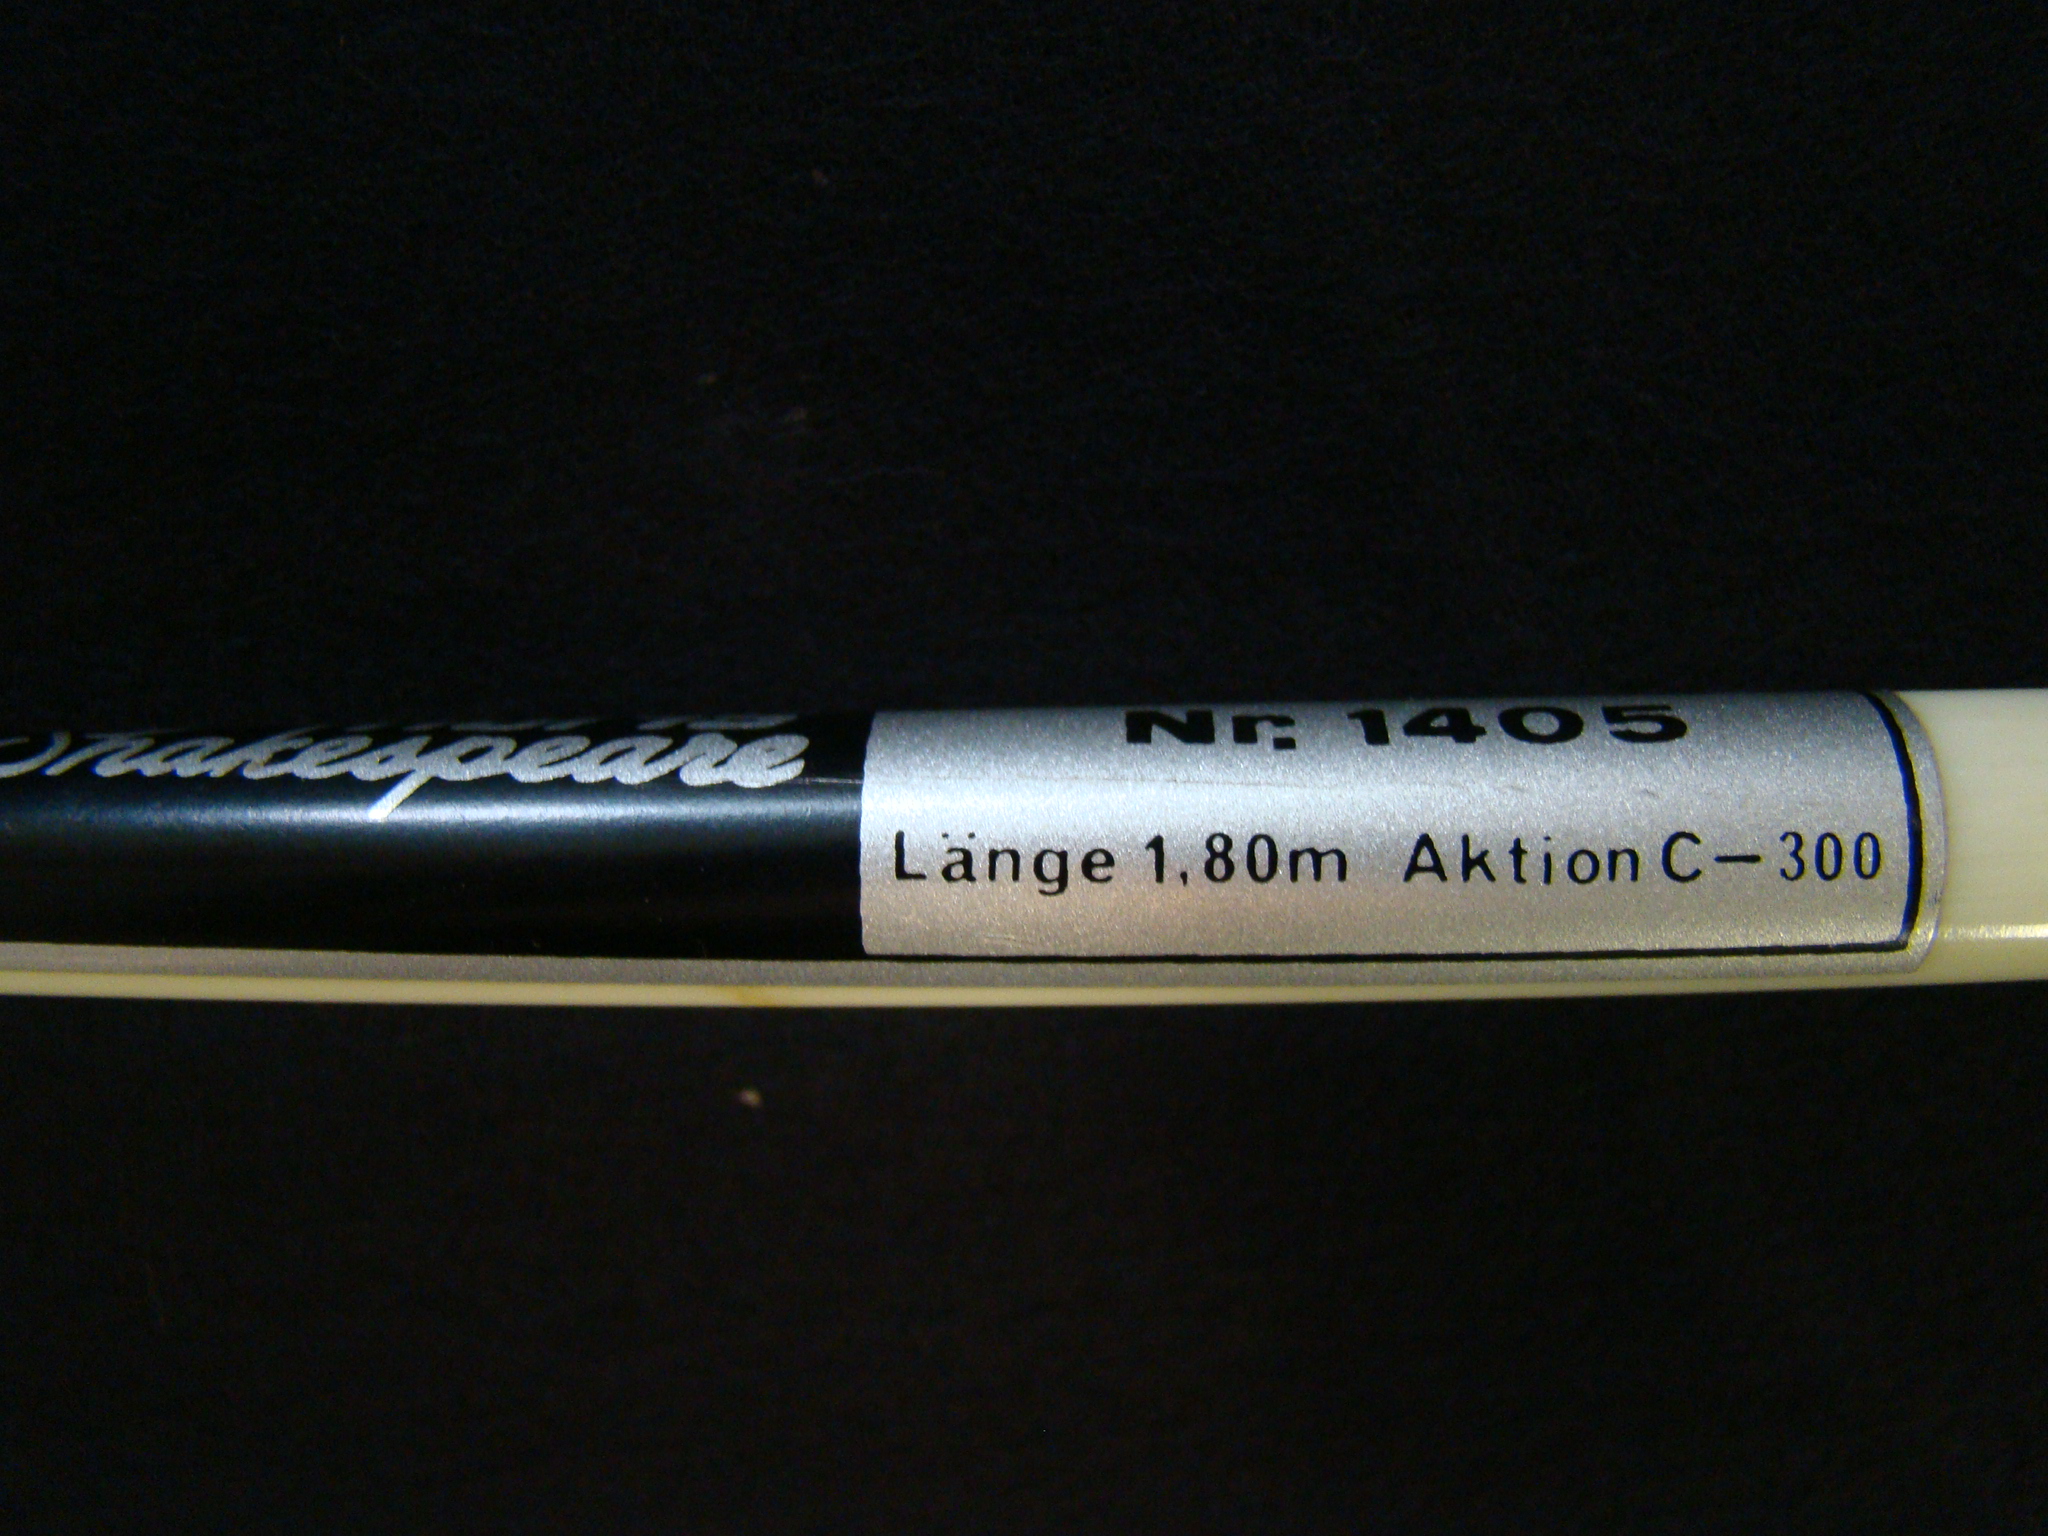 Shakespeare
Nr. 1405
Länge 1,80m Aktion C-300